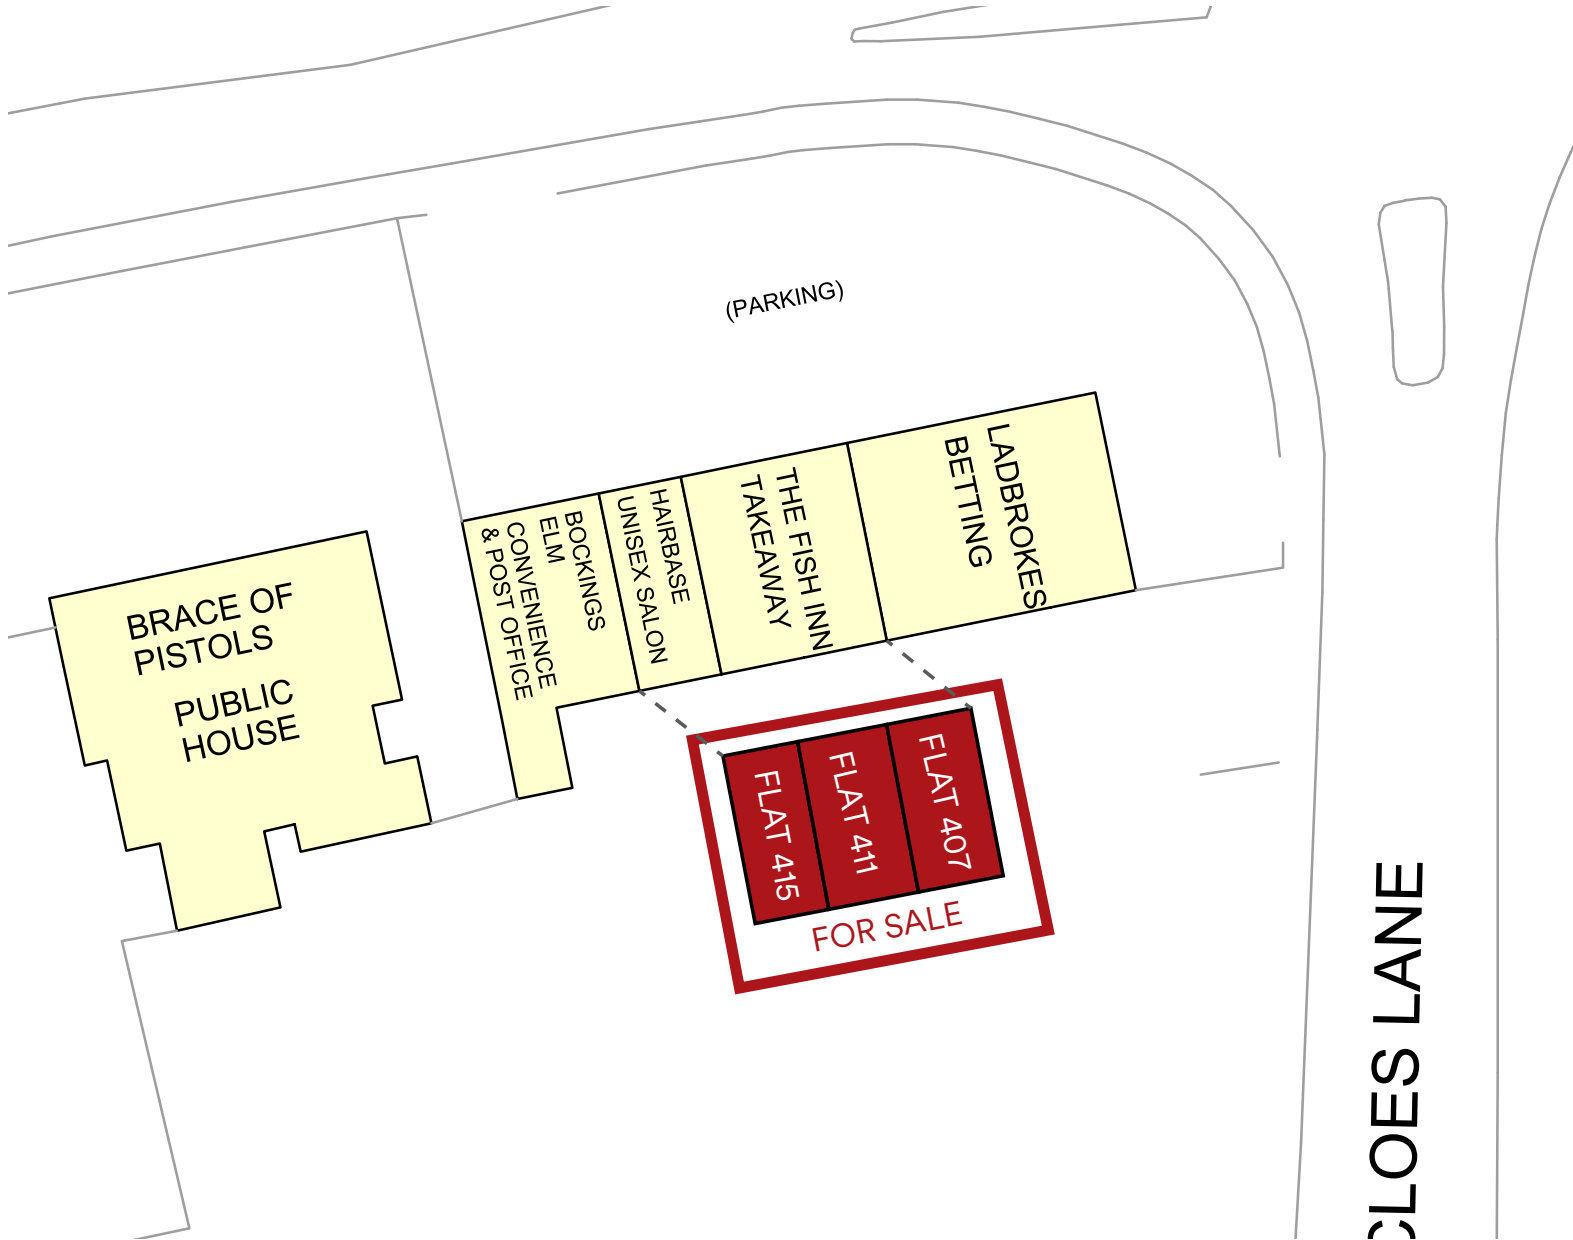 (PARKING)
LADBROKES
BETTING
THE FISH INN
TAKEAWAY
HAIRBASE
UNISEX SALON
BOCKINGS
ELM
CONVENIENCE
& POST OFFICE
BRACE OF
PISTOLS
PUBLIC
HOUSE
FLAT 415
FLAT 411
FLAT 407
FOR SALE
CLOES LANE